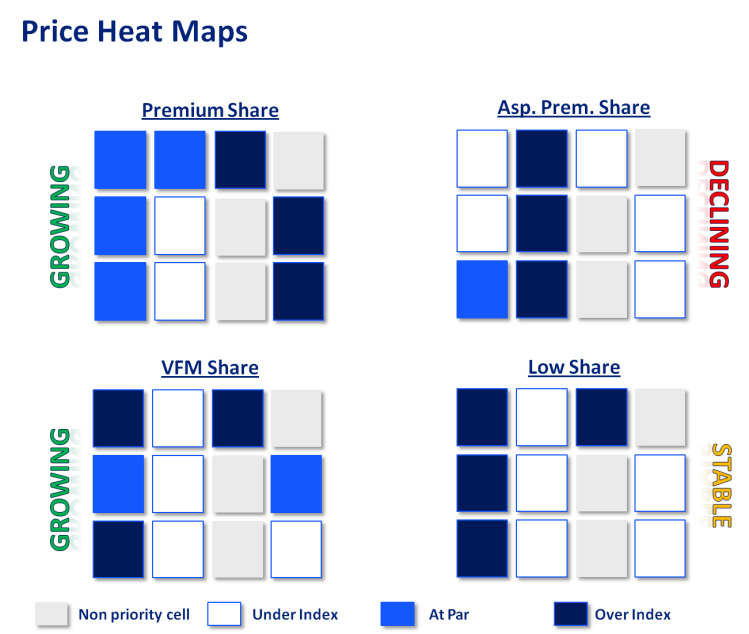 Price Heat Maps
Premium Share
Asp. Prem. Share
GROWING
DECLINING
VFM Share
Low Share
GROWING
STABLE
Non priority cell
Under Index
At Par
Over Index